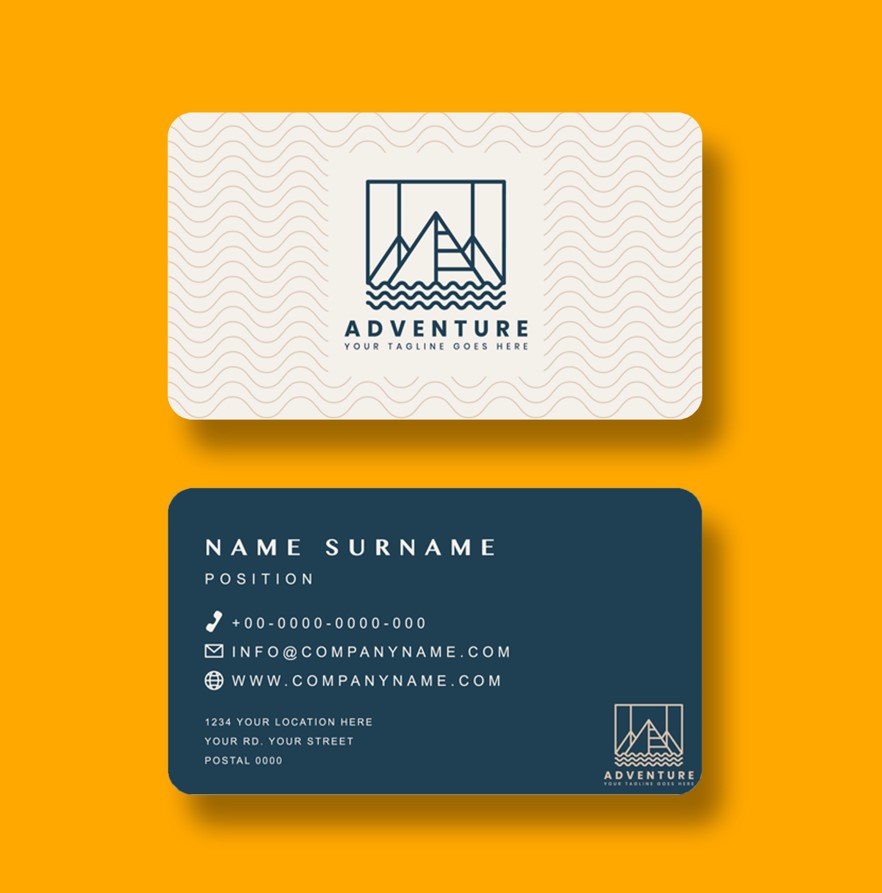 ADVENTURE
YOUR TAGLINE GOES HERE
NAME SURNAME
POSITION
+00-0000-0000-000
INFO@COMPANYNAME.COM
WWW.COMPANYNAME.COM
1234 YOUR LOCATION HERE
YOUR RD. YOUR STREET
POSTAL 0000
ADVENTURE
YOUR TAGLINE GOES HERE